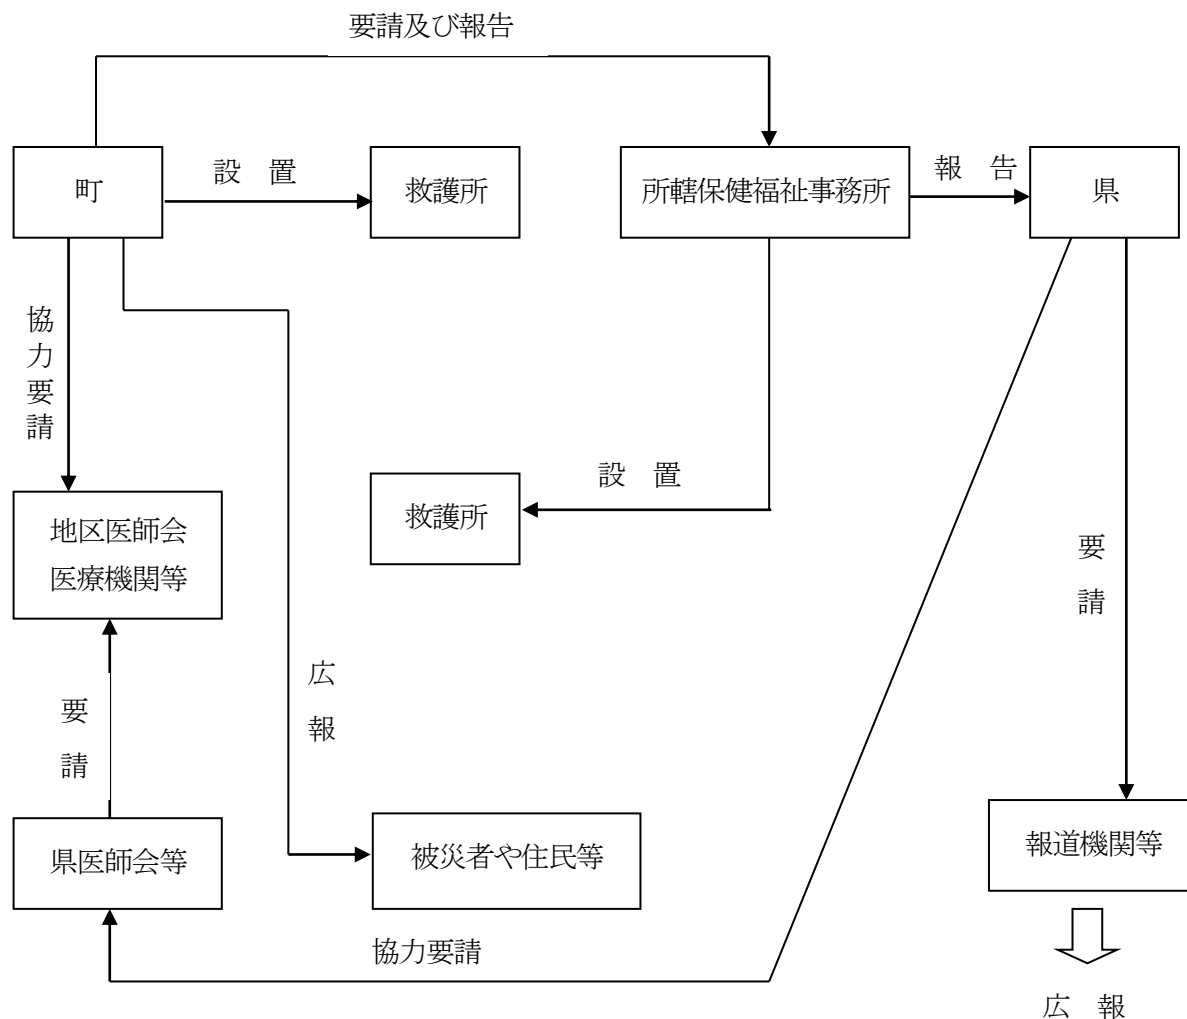 要請及び報告
町
設　置
救護所
所轄保健福祉事務所
報　告
県
協力要請
設　置
救護所
地区医師会
医療機関等
要請
広報
要請
県医師会等
被災者や住民等
報道機関等
協力要請
広　報